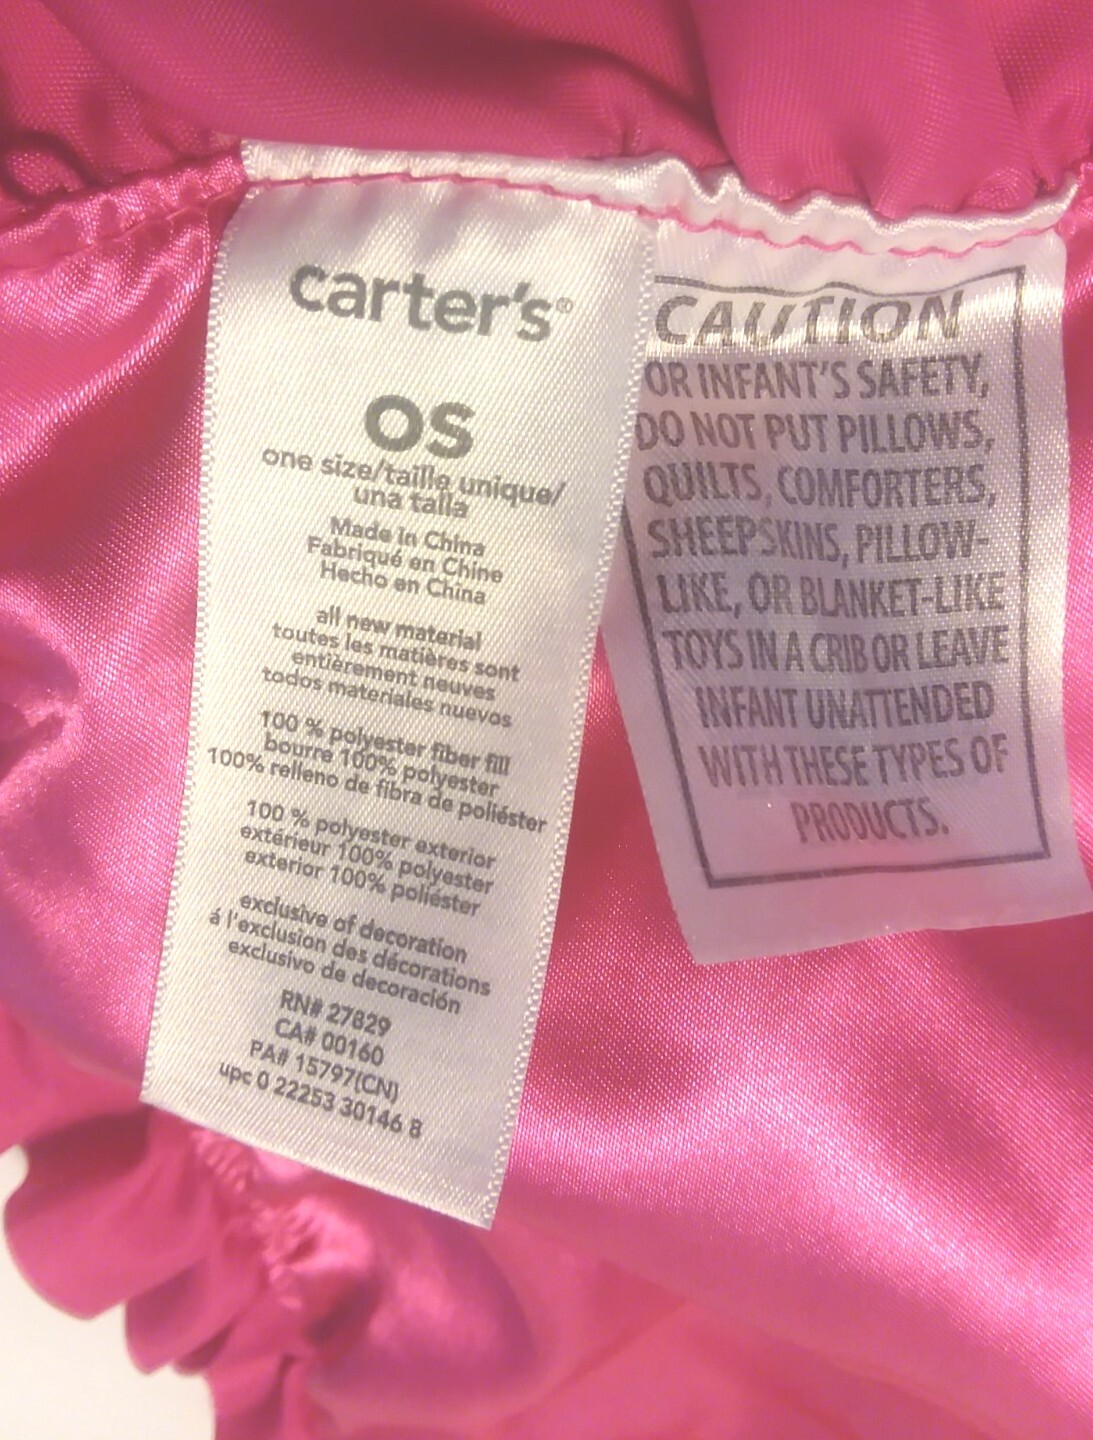 carter's®
OS
one size/taille unique/
una talla
Made in China
Fabriqué en Chine
Hecho en China
all new material
toutes les matières sont
entièrement neuves
todos materiales nuevos
100 % polyester fiber fill
bourre 100% polyester
100% relleno de fibra de poliéster
100 % polyester exterior
extérieur 100% polyester
exterior 100% poliéster
exclusive of decoration
á l'exclusion des décorations
exclusivo de decoración
RN# 27829
CA# 00160
PA# 15797(CN)
upc 0 22253 30146 8
CAUTION
OR INFANT'S SAFETY,
DO NOT PUT PILLOWS,
QUILTS, COMFORTERS,
SHEEPSKINS, PILLOW-
LIKE, OR BLANKET-LIKE
TOYS IN A CRIB OR LEAVE
INFANT UNATTENDED
WITH THESE TYPES OF
PRODUCTS.